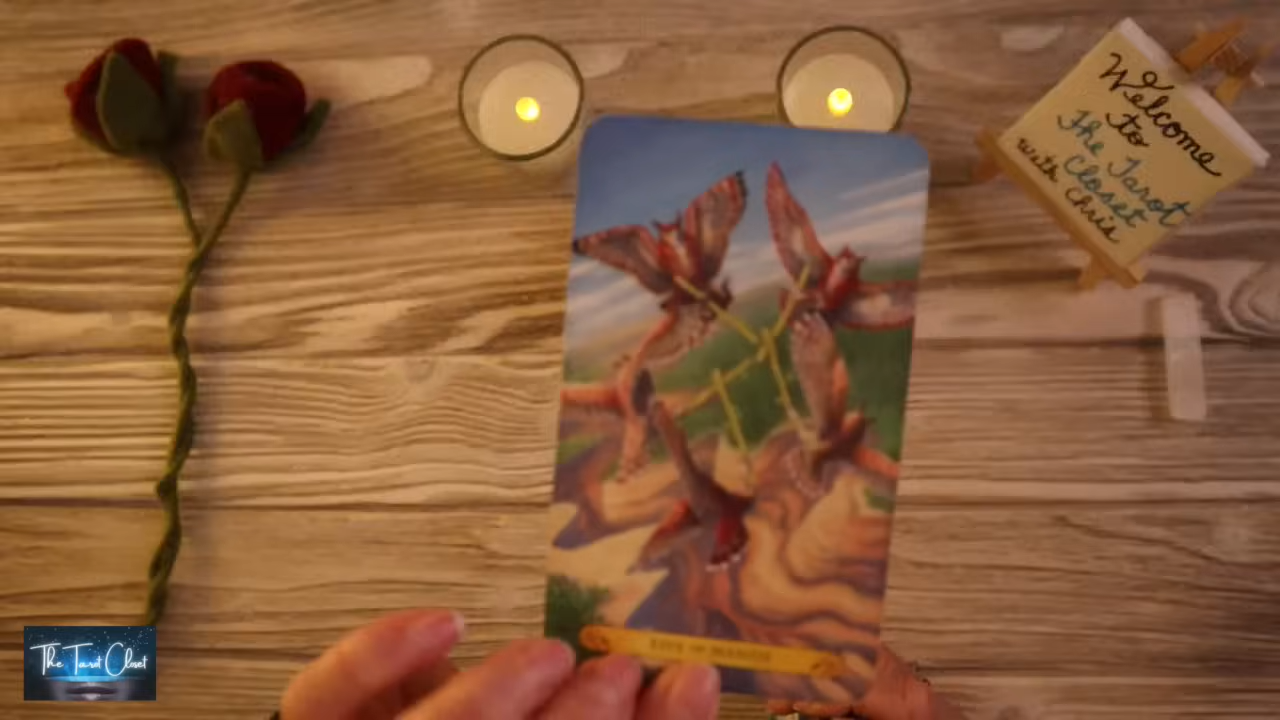 Welcome
to
The Tarot
Closet
with Chris
The Tarot Closet